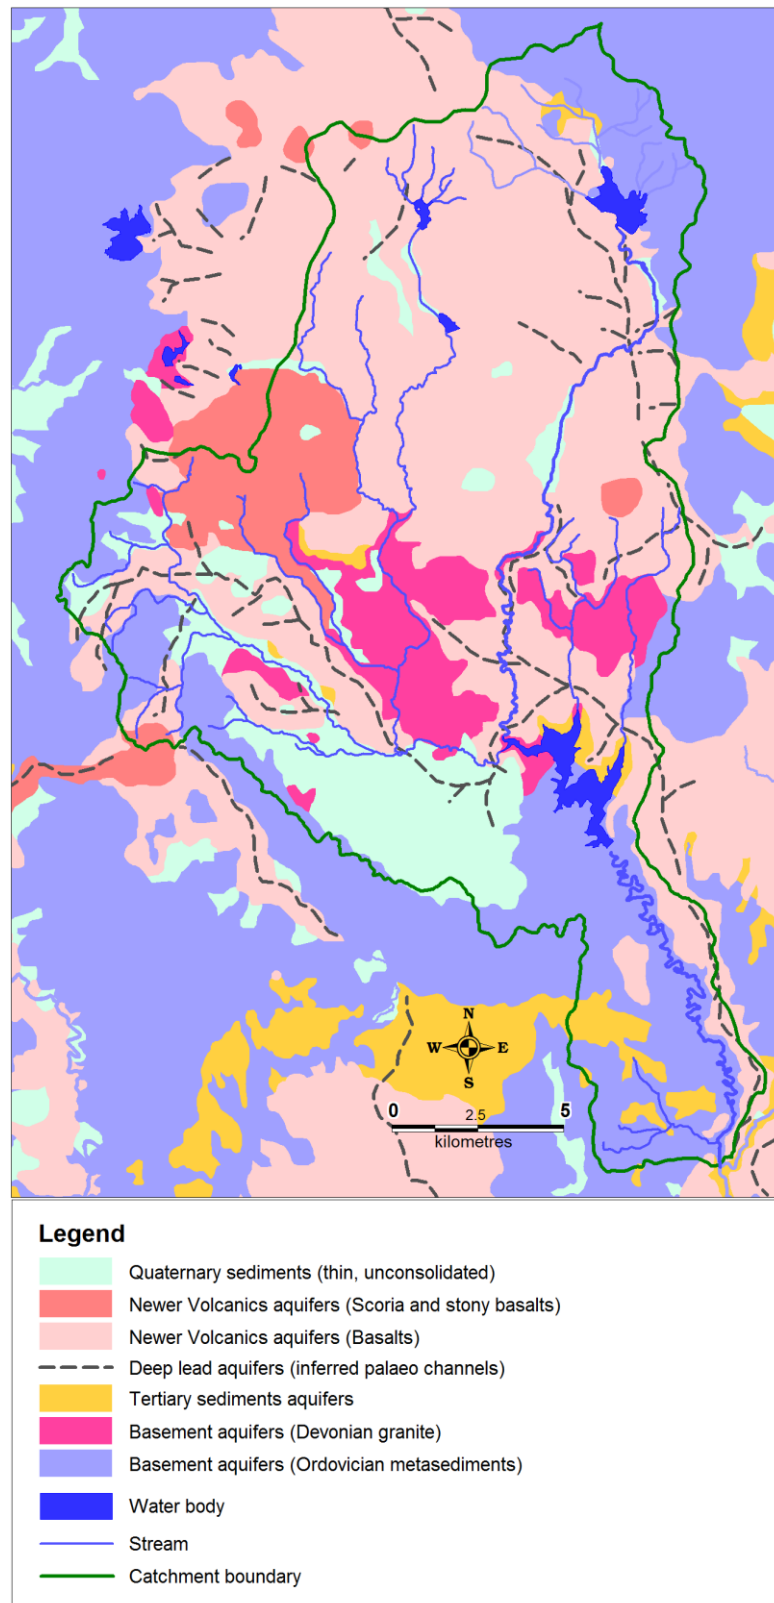 N
W E
S
0 2.5 5
kilometres
Legend
Quaternary sediments (thin, unconsolidated)
Newer Volcanics aquifers (Scoria and stony basalts)
Newer Volcanics aquifers (Basalts)
Deep lead aquifers (inferred palaeo channels)
Tertiary sediments aquifers
Basement aquifers (Devonian granite)
Basement aquifers (Ordovician metasediments)
Water body
Stream
Catchment boundary